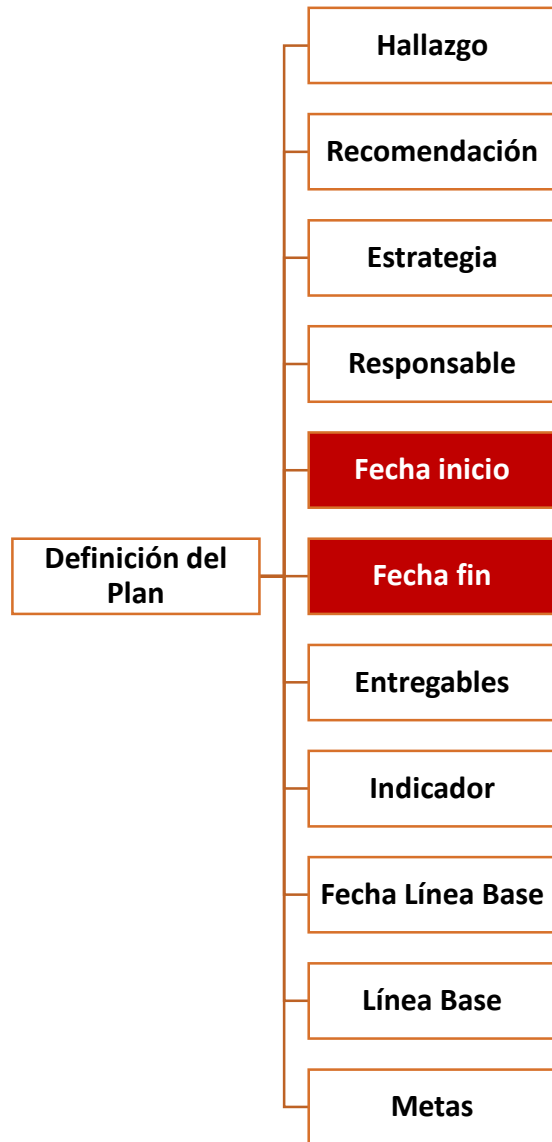 Hallazgo
Recomendación
Estrategia
Responsable
Fecha inicio
Definición del
Plan
Fecha fin
Entregables
Indicador
Fecha Línea Base
Línea Base
Metas